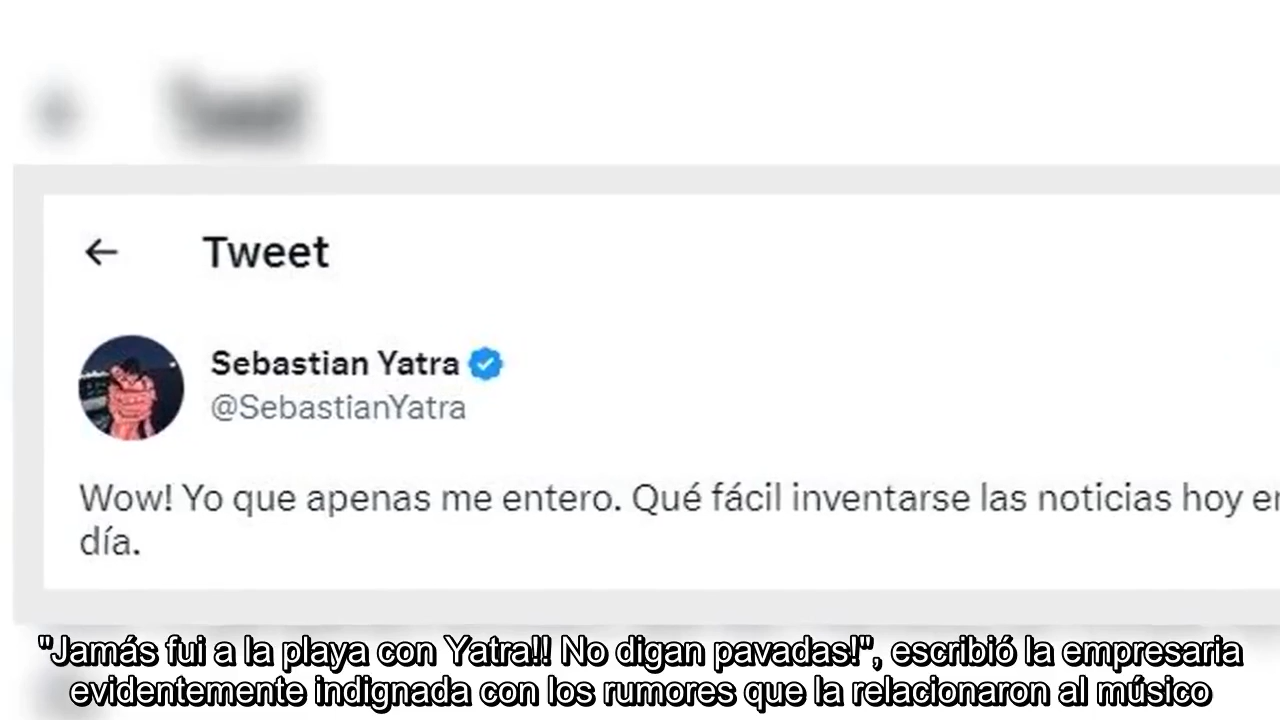 Tweet
Tweet
Sebastian Yatra
@SebastianYatra
Wow! Yo que apenas me entero. Qué fácil inventarse las noticias hoy en
día.
"Jamás fui a la playa con Yatra!! No digan pavadas!", escribió la empresaria
evidentemente indignada con los rumores que la relacionaron al músico